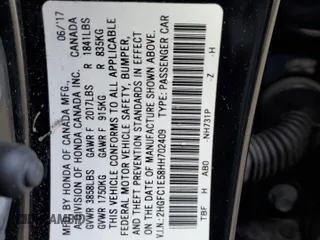 MFD. BY HONDA OF CANADA MFG.,
A DIVISION OF HONDA CANADA INC. 06/'17
GVWR 3858LBS GAWR F 2017LBS R 1841LBS
GVWR 1750KG GAWR F 915KG R 835KG
THIS VEHICLE CONFORMS TO ALL APPLICABLE
FEDERAL MOTOR VEHICLE SAFETY, BUMPER,
AND THEFT PREVENTION STANDARDS IN EFFECT
ON THE DATE OF MANUFACTURE SHOWN ABOVE.
V.I.N.: 2HGFC1E58HH702409 TYPE: PASSENGER CAR
NH731P Z H
TBF H AB0